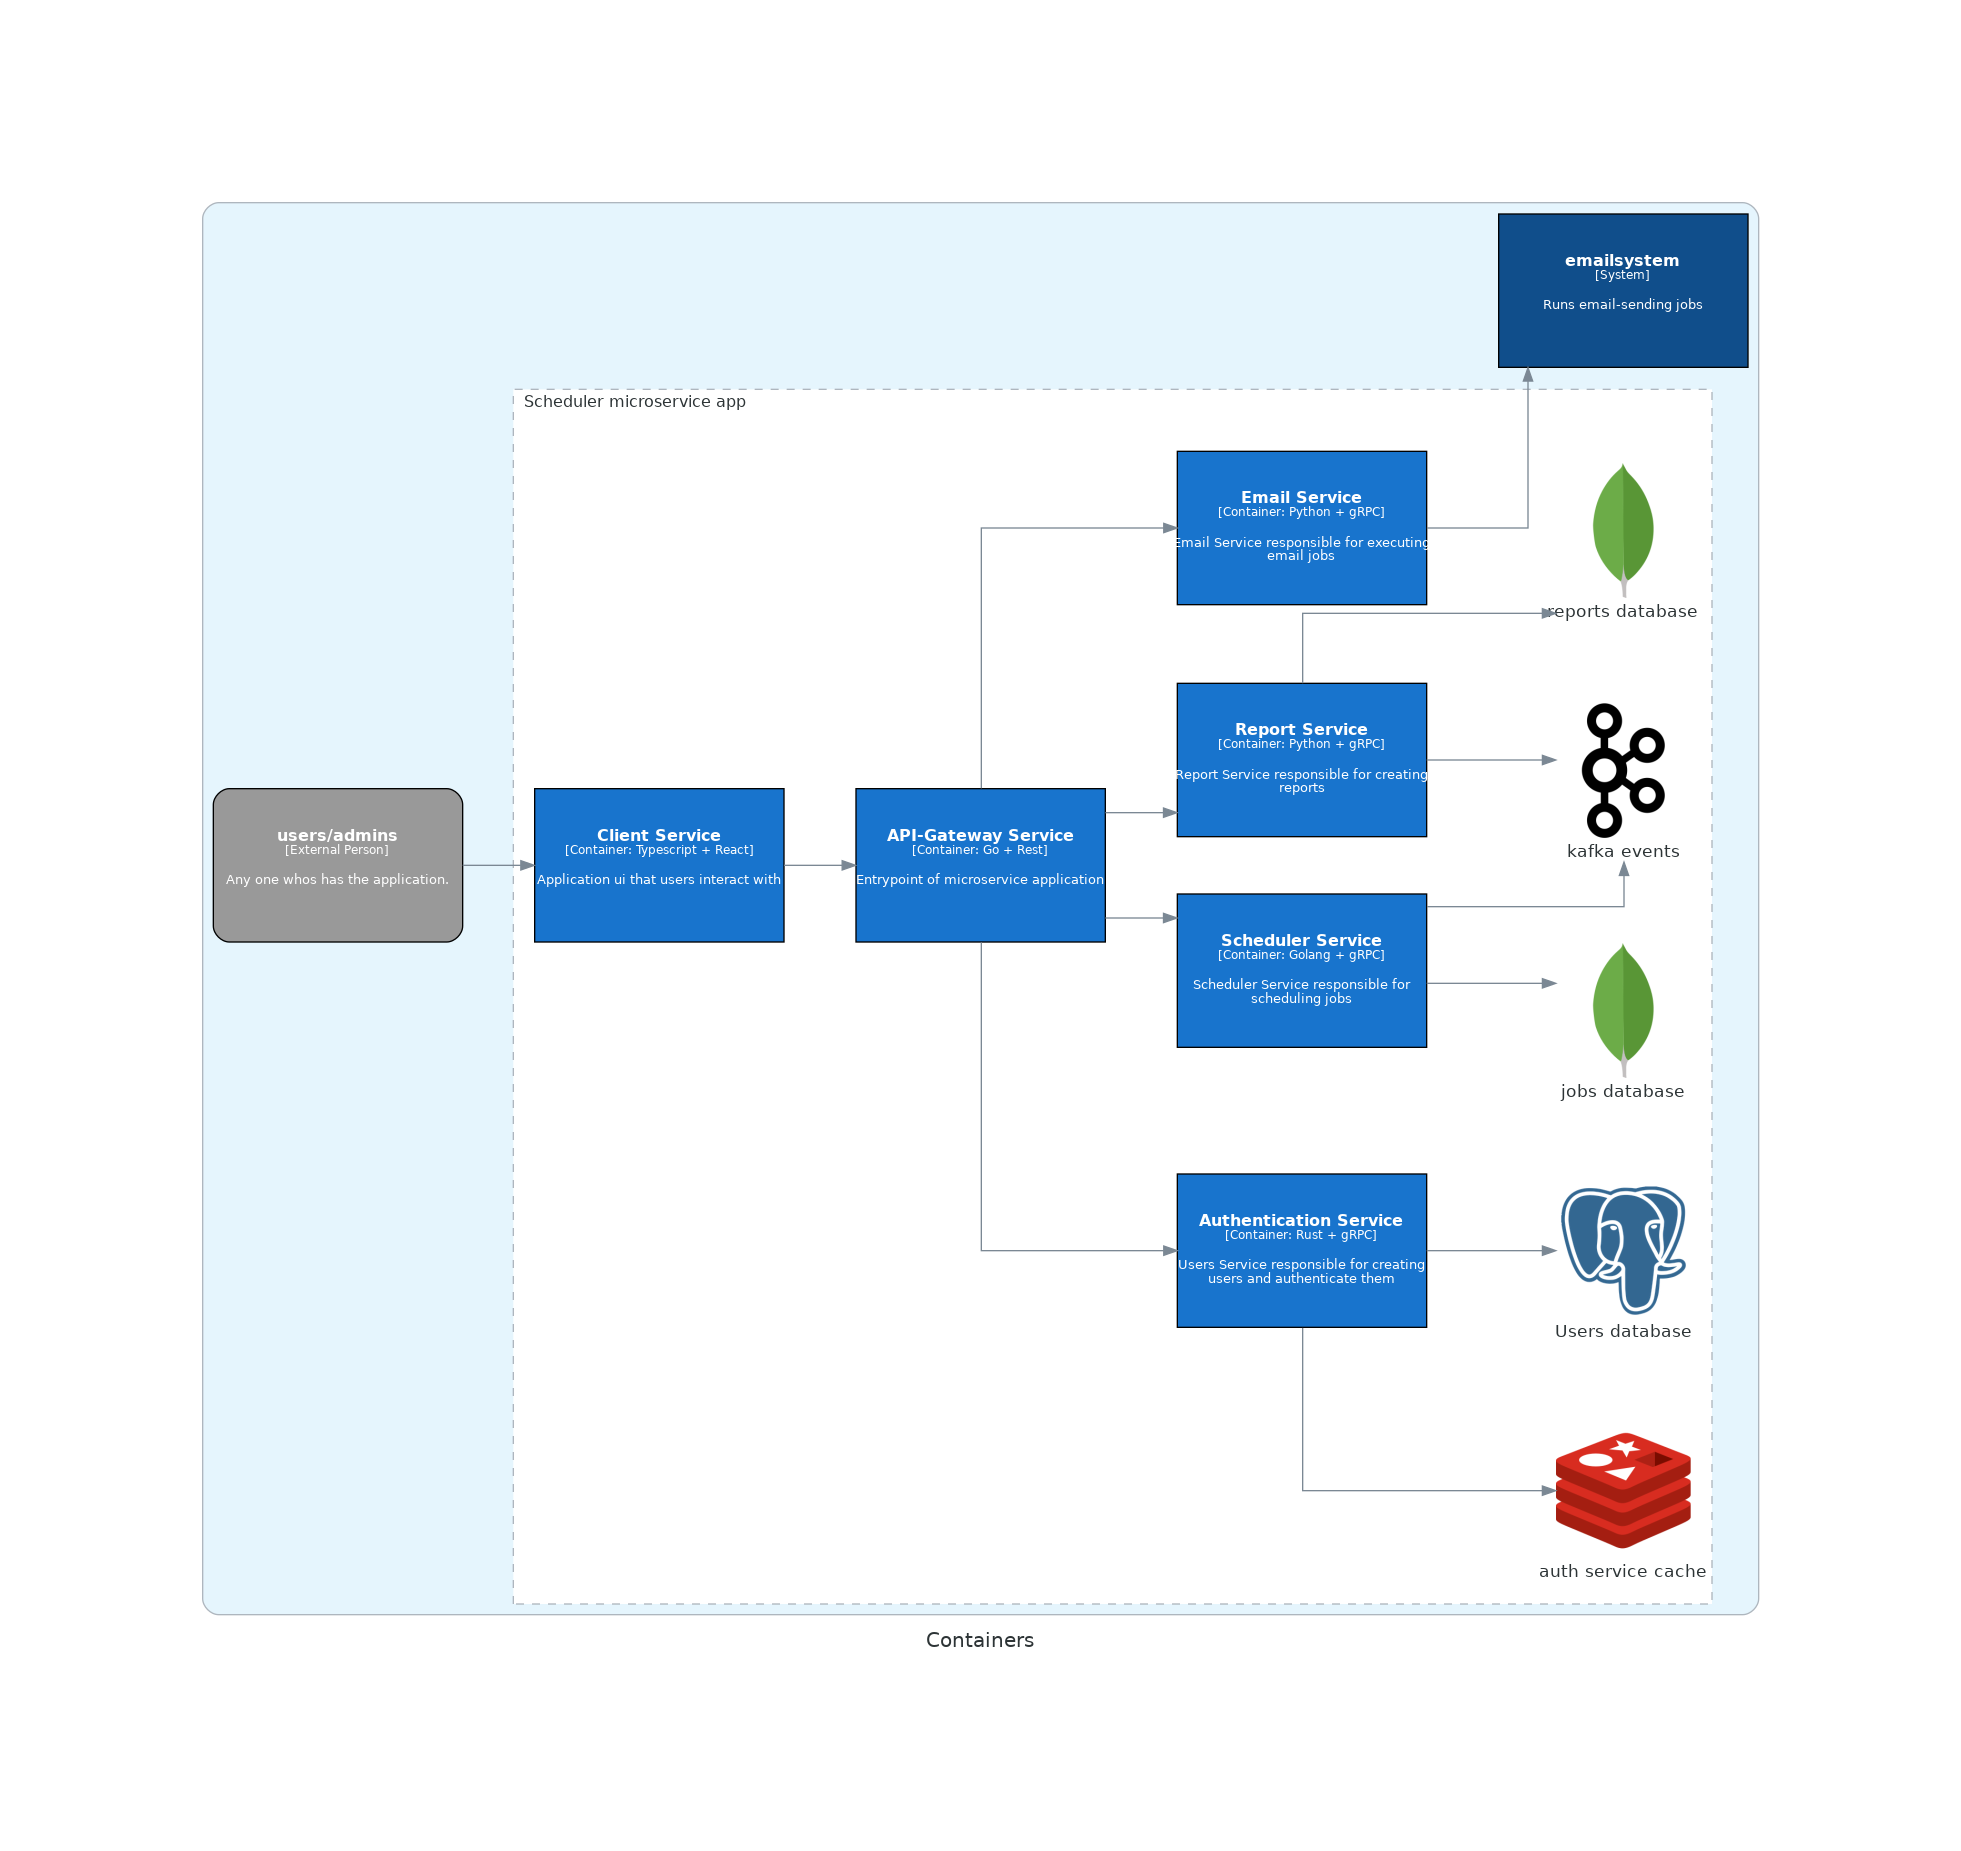 emailsystem
[System]
Runs email-sending jobs
Scheduler microservice app
Email Service
[Container: Python + gRPC]
Email Service responsible for executing
email jobs
reports database
Report Service
[Container: Python + gRPC]
Report Service responsible for creating
reports
kafka events
users/admins
[External Person]
Any one whos has the application.
Client Service
[Container: Typescript + React]
Application ui that users interact with
API-Gateway Service
[Container: Go + Rest]
Entrypoint of microservice application
Scheduler Service
[Container: Golang + gRPC]
Scheduler Service responsible for
scheduling jobs
jobs database
Authentication Service
[Container: Rust + gRPC]
Users Service responsible for creating
users and authenticate them
Users database
auth service cache
Containers